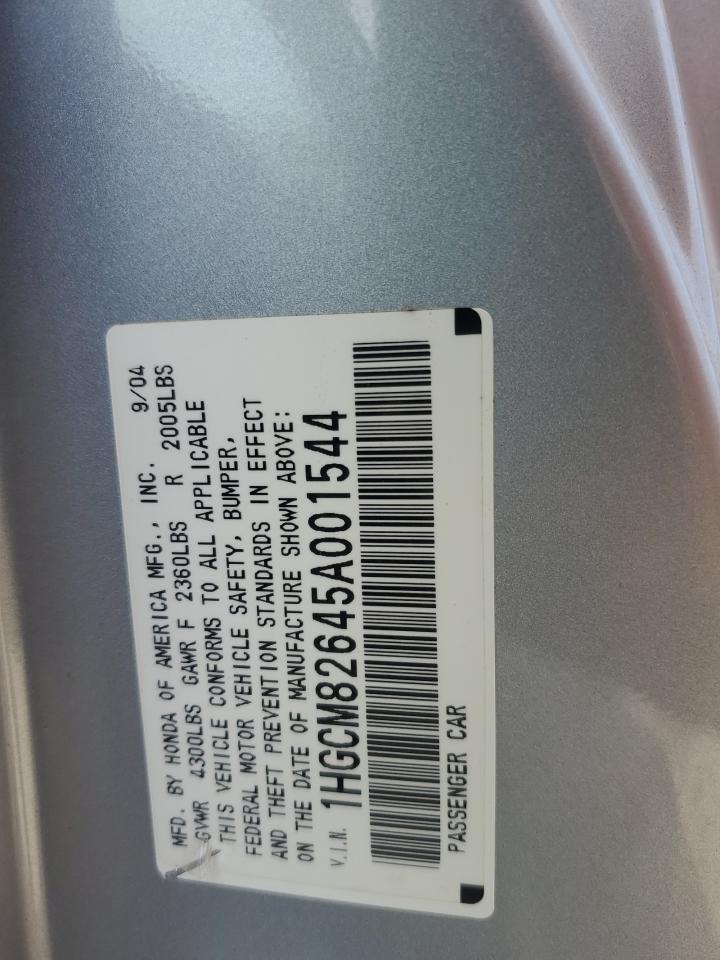 MFD. BY HONDA OF AMERICA MFG., INC. 9/04
GVWR 4300LBS GAWR F 2360LBS R 2005LBS
THIS VEHICLE CONFORMS TO ALL APPLICABLE
FEDERAL MOTOR VEHICLE SAFETY, BUMPER,
AND THEFT PREVENTION STANDARDS IN EFFECT
ON THE DATE OF MANUFACTURE SHOWN ABOVE:
V.I.N. 1HGCM82645A001544
PASSENGER CAR